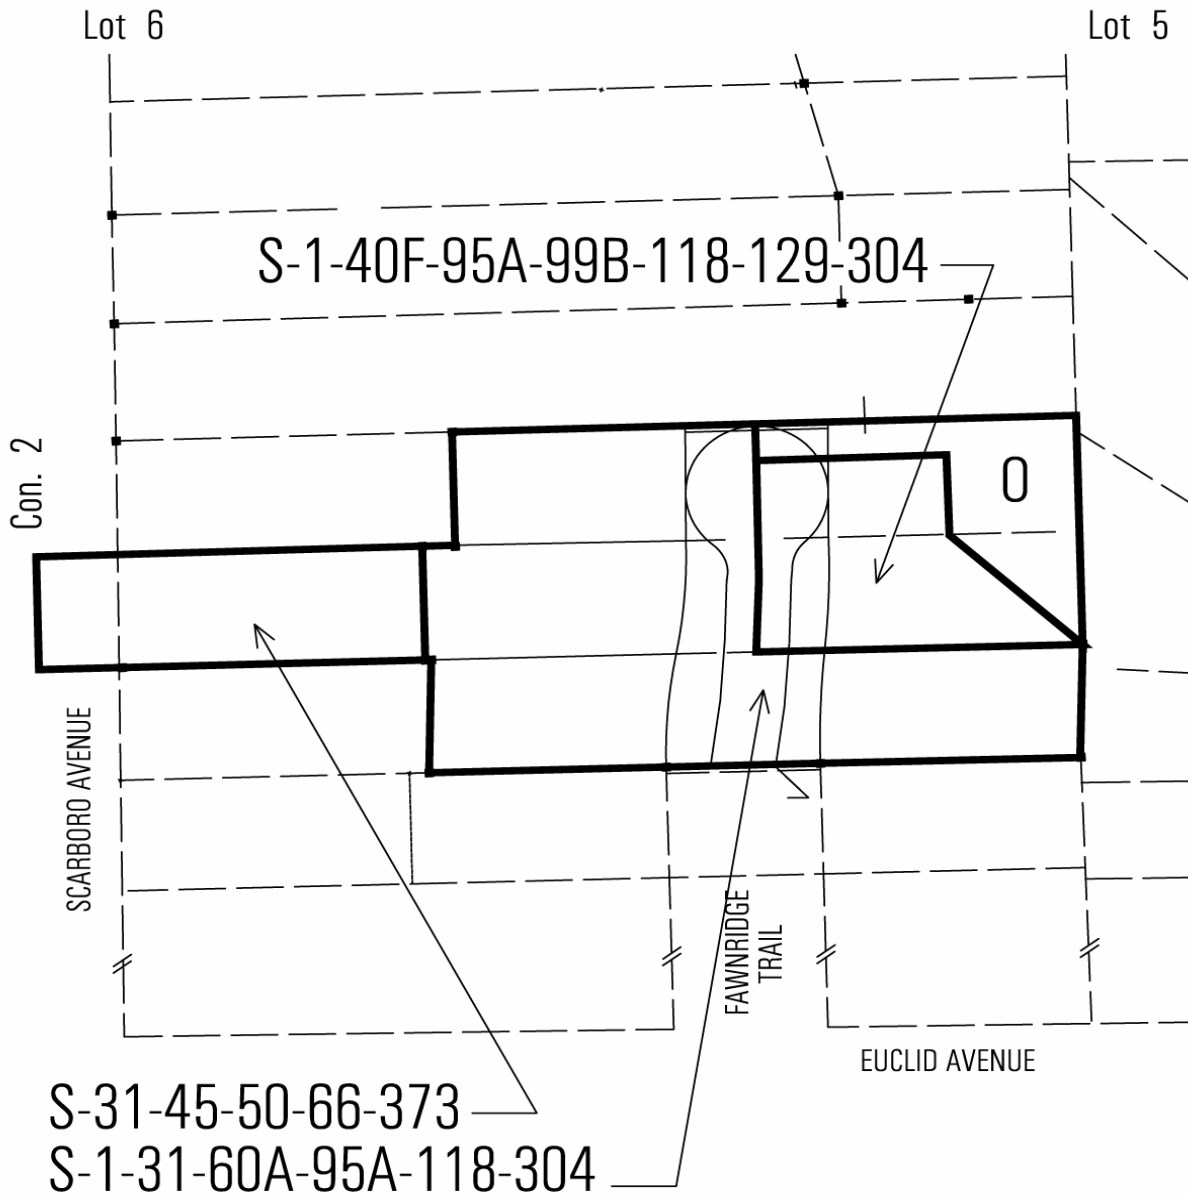 Lot 6
Lot 5
S-1-40F-95A-99B-118-129-304
Con. 2
O
SCARBORO AVENUE
FAWNRIDGE
TRAIL
EUCLID AVENUE
S-31-45-50-66-373
S-1-31-60A-95A-118-304